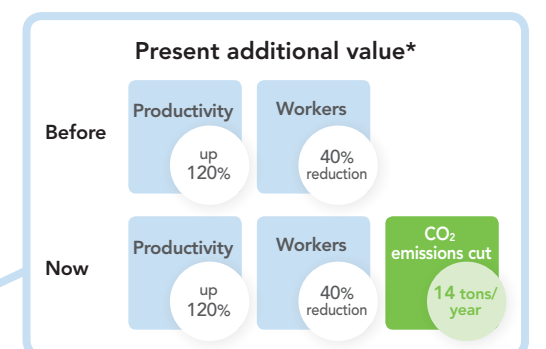 Present additional value*
Before
Productivity
up
120%
Workers
40%
reduction
Now
Productivity
up
120%
Workers
40%
reduction
CO₂
emissions cut
14 tons/
year